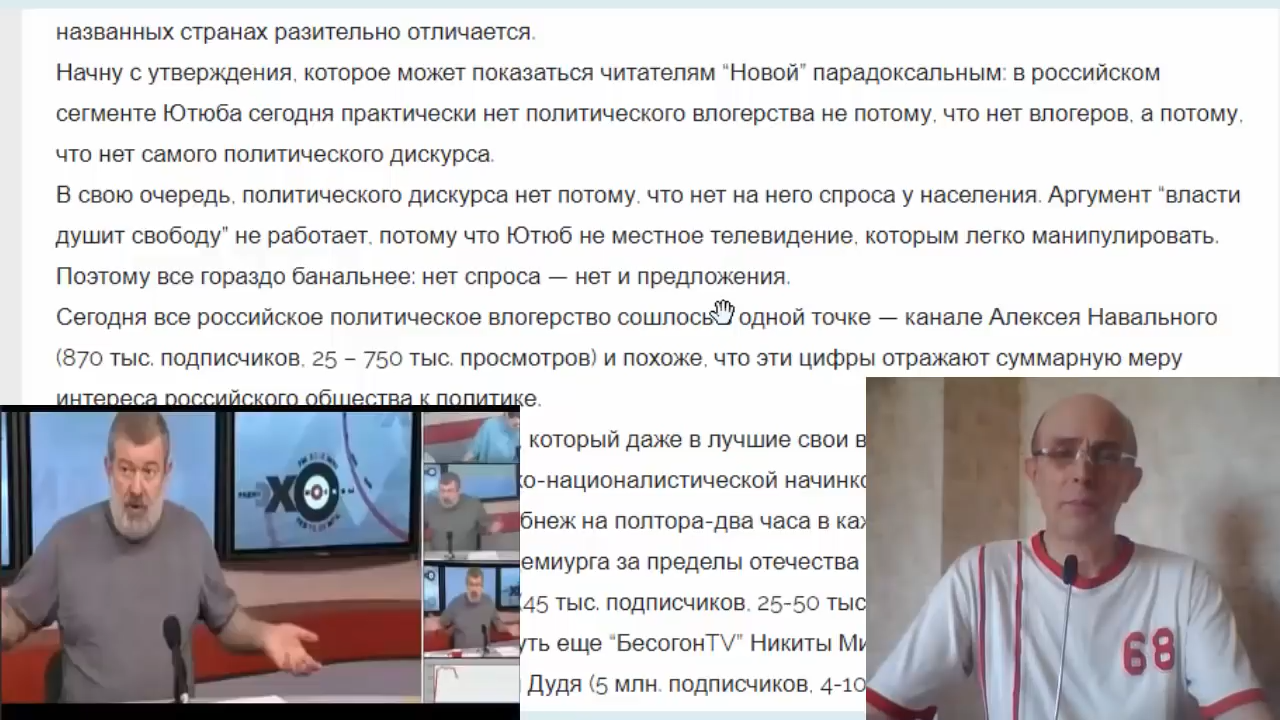 названных странах разительно отличается.
Начну с утверждения, которое может показаться читателям “Новой” парадоксальным: в российском
сегменте Ютюба сегодня практически нет политического влогерства не потому, что нет влогеров, а потому,
что нет самого политического дискурса.
В свою очередь, политического дискурса нет потому, что нет на него спроса у населения. Аргумент “власти
душит свободу” не работает, потому что Ютюб не местное телевидение, которым легко манипулировать.
Поэтому все гораздо банальнее: нет спроса — нет и предложения.
Сегодня все российское политическое влогерство сошлось одной точке — канале Алексея Навального
(870 тыс. подписчиков, 25 – 750 тыс. просмотров) и похоже, что эти цифры отражают суммарную меру
интереса российского общества к политике.
который даже в лучшие свои в
о-националистической начинко
бнеж на полтора-два часа в каж
емиурга за пределы отечества
45 тыс. подписчиков, 25-50 тыс
уть еще “БесогонTV” Никиты Ми
Дудя (5 млн. подписчиков, 4-10
ЭХО
68